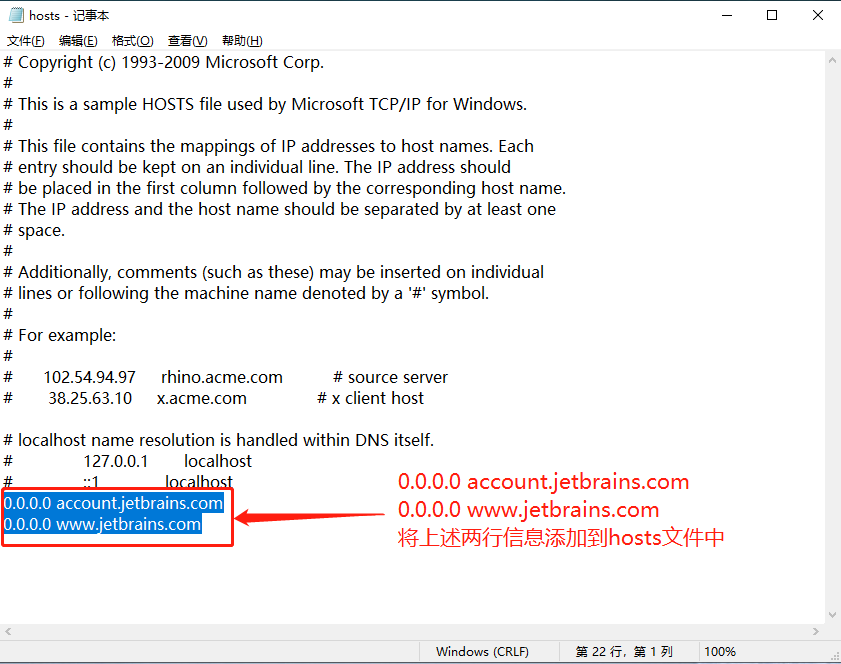 hosts - 记事本
文件(F) 编辑(E) 格式(O) 查看(V) 帮助(H)
# Copyright (c) 1993-2009 Microsoft Corp.
#
# This is a sample HOSTS file used by Microsoft TCP/IP for Windows.
#
# This file contains the mappings of IP addresses to host names. Each
# entry should be kept on an individual line. The IP address should
# be placed in the first column followed by the corresponding host name.
# The IP address and the host name should be separated by at least one
# space.
#
# Additionally, comments (such as these) may be inserted on individual
# lines or following the machine name denoted by a '#' symbol.
#
# For example:
#
# 102.54.94.97 rhino.acme.com # source server
# 38.25.63.10 x.acme.com # x client host
# localhost name resolution is handled within DNS itself.
# 127.0.0.1 localhost
# ::1 localhost
0.0.0.0 account.jetbrains.com
0.0.0.0 www.jetbrains.com
0.0.0.0 account.jetbrains.com
0.0.0.0 www.jetbrains.com
将上述两行信息添加到hosts文件中
Windows (CRLF) 第 22 行，第 1 列 100%